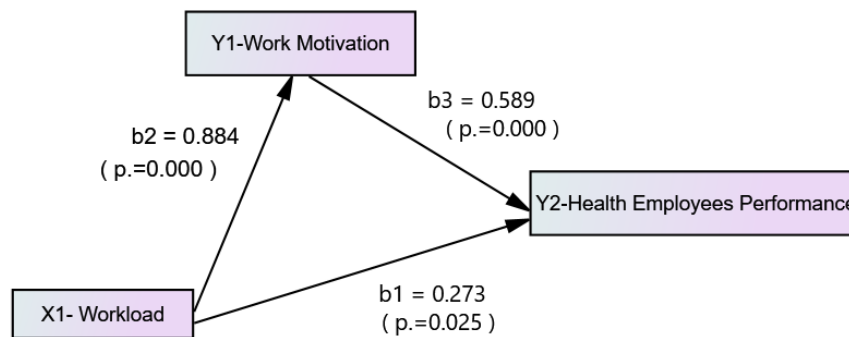 Y1-Work Motivation
b3 = 0.589
( p.=0.000 )
b2 = 0.884
( p.=0.000 )
Y2-Health Employees Performance
X1- Workload
b1 = 0.273
( p.=0.025 )